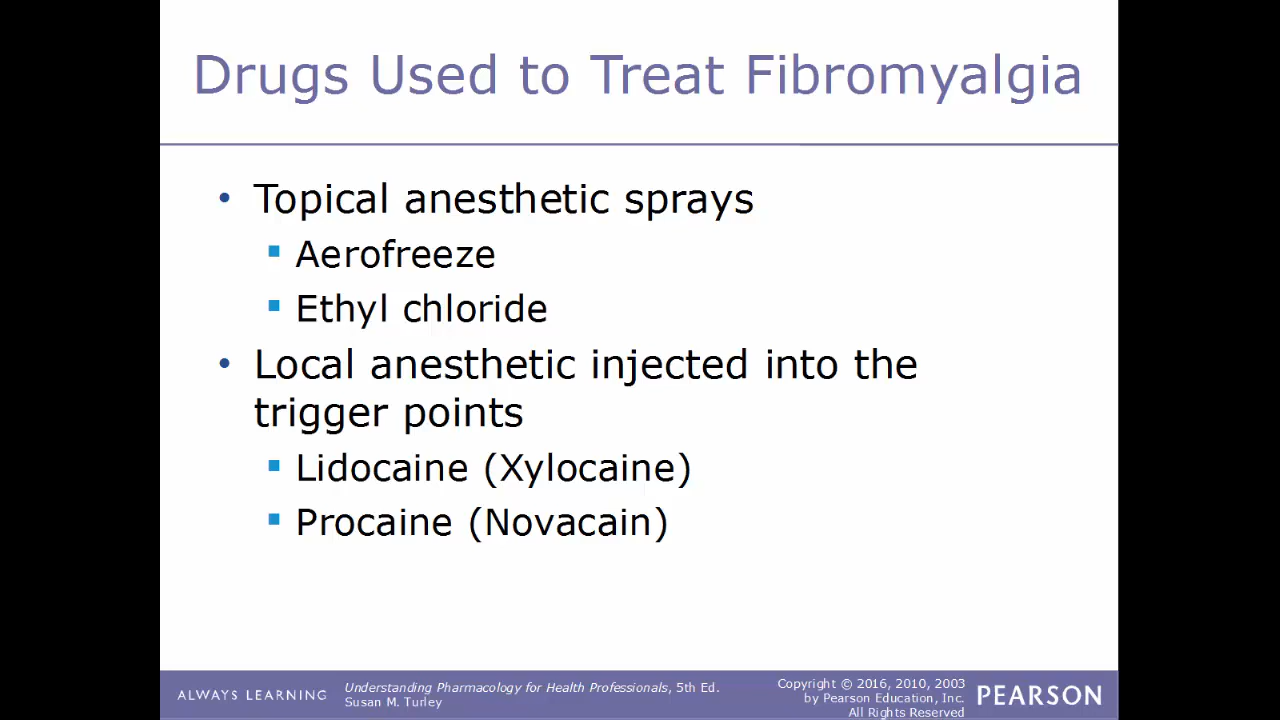 Drugs Used to Treat Fibromyalgia
• Topical anesthetic sprays
▪ Aerofreeze
▪ Ethyl chloride
• Local anesthetic injected into the
trigger points
▪ Lidocaine (Xylocaine)
▪ Procaine (Novacain)
ALWAYS LEARNING
Understanding Pharmacology for Health Professionals, 5th Ed.
Susan M. Turley
Copyright © 2016, 2010, 2003
by Pearson Education, Inc.
All Rights Reserved
PEARSON